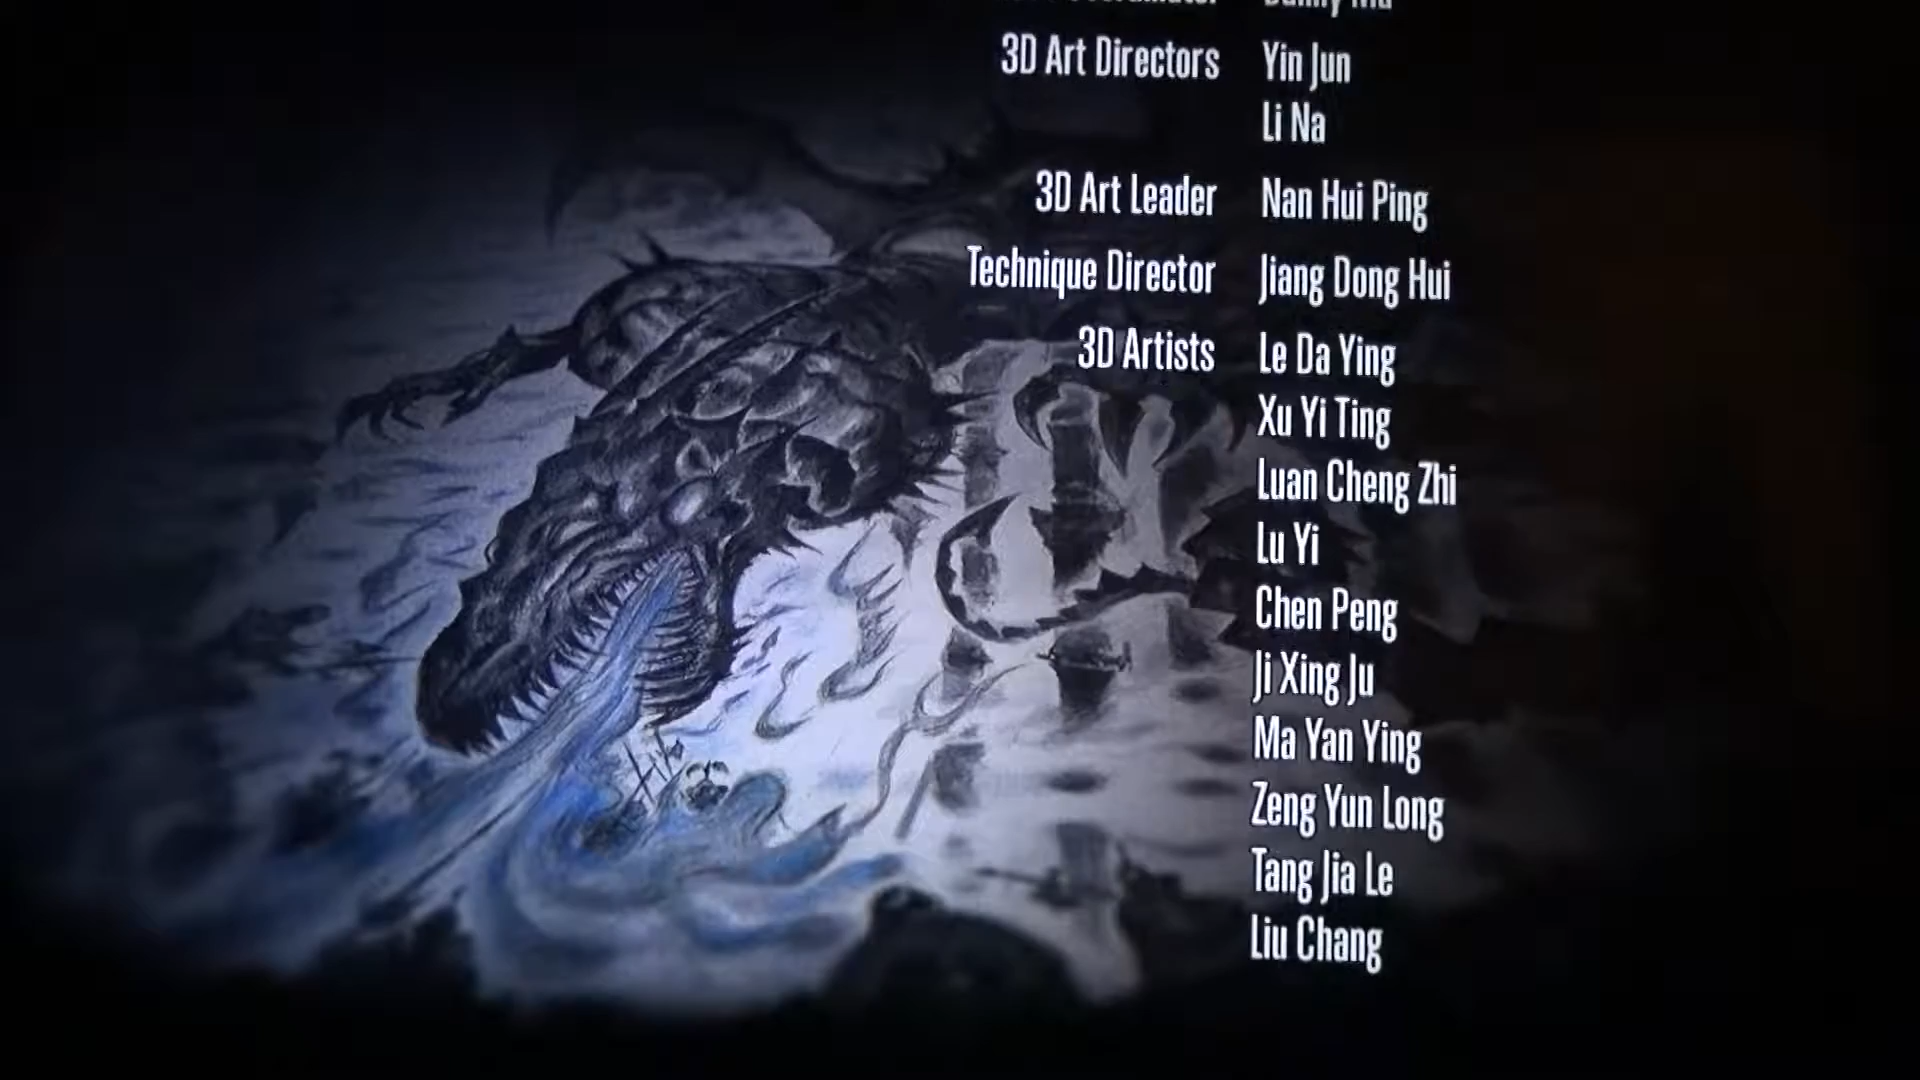 3D Art Directors Yin Jun
Li Na
3D Art Leader Nan Hui Ping
Technique Director Jiang Dong Hui
3D Artists Le Da Ying
Xu Yi Ting
Luan Cheng Zhi
Lu Yi
Chen Peng
Ji Xing Ju
Ma Yan Ying
Zeng Yun Long
Tang Jia Le
Liu Chang